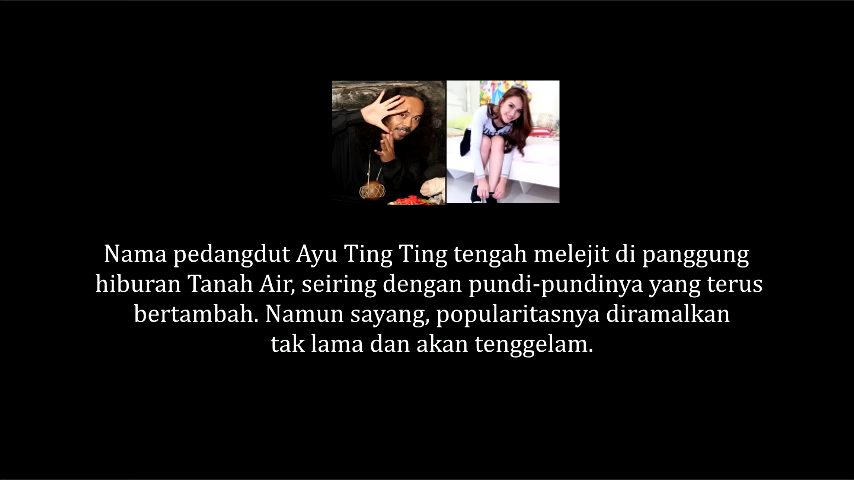 Nama pedangdut Ayu Ting Ting tengah melejit di panggung
hiburan Tanah Air, seiring dengan pundi-pundinya yang terus
bertambah. Namun sayang, popularitasnya diramalkan
tak lama dan akan tenggelam.